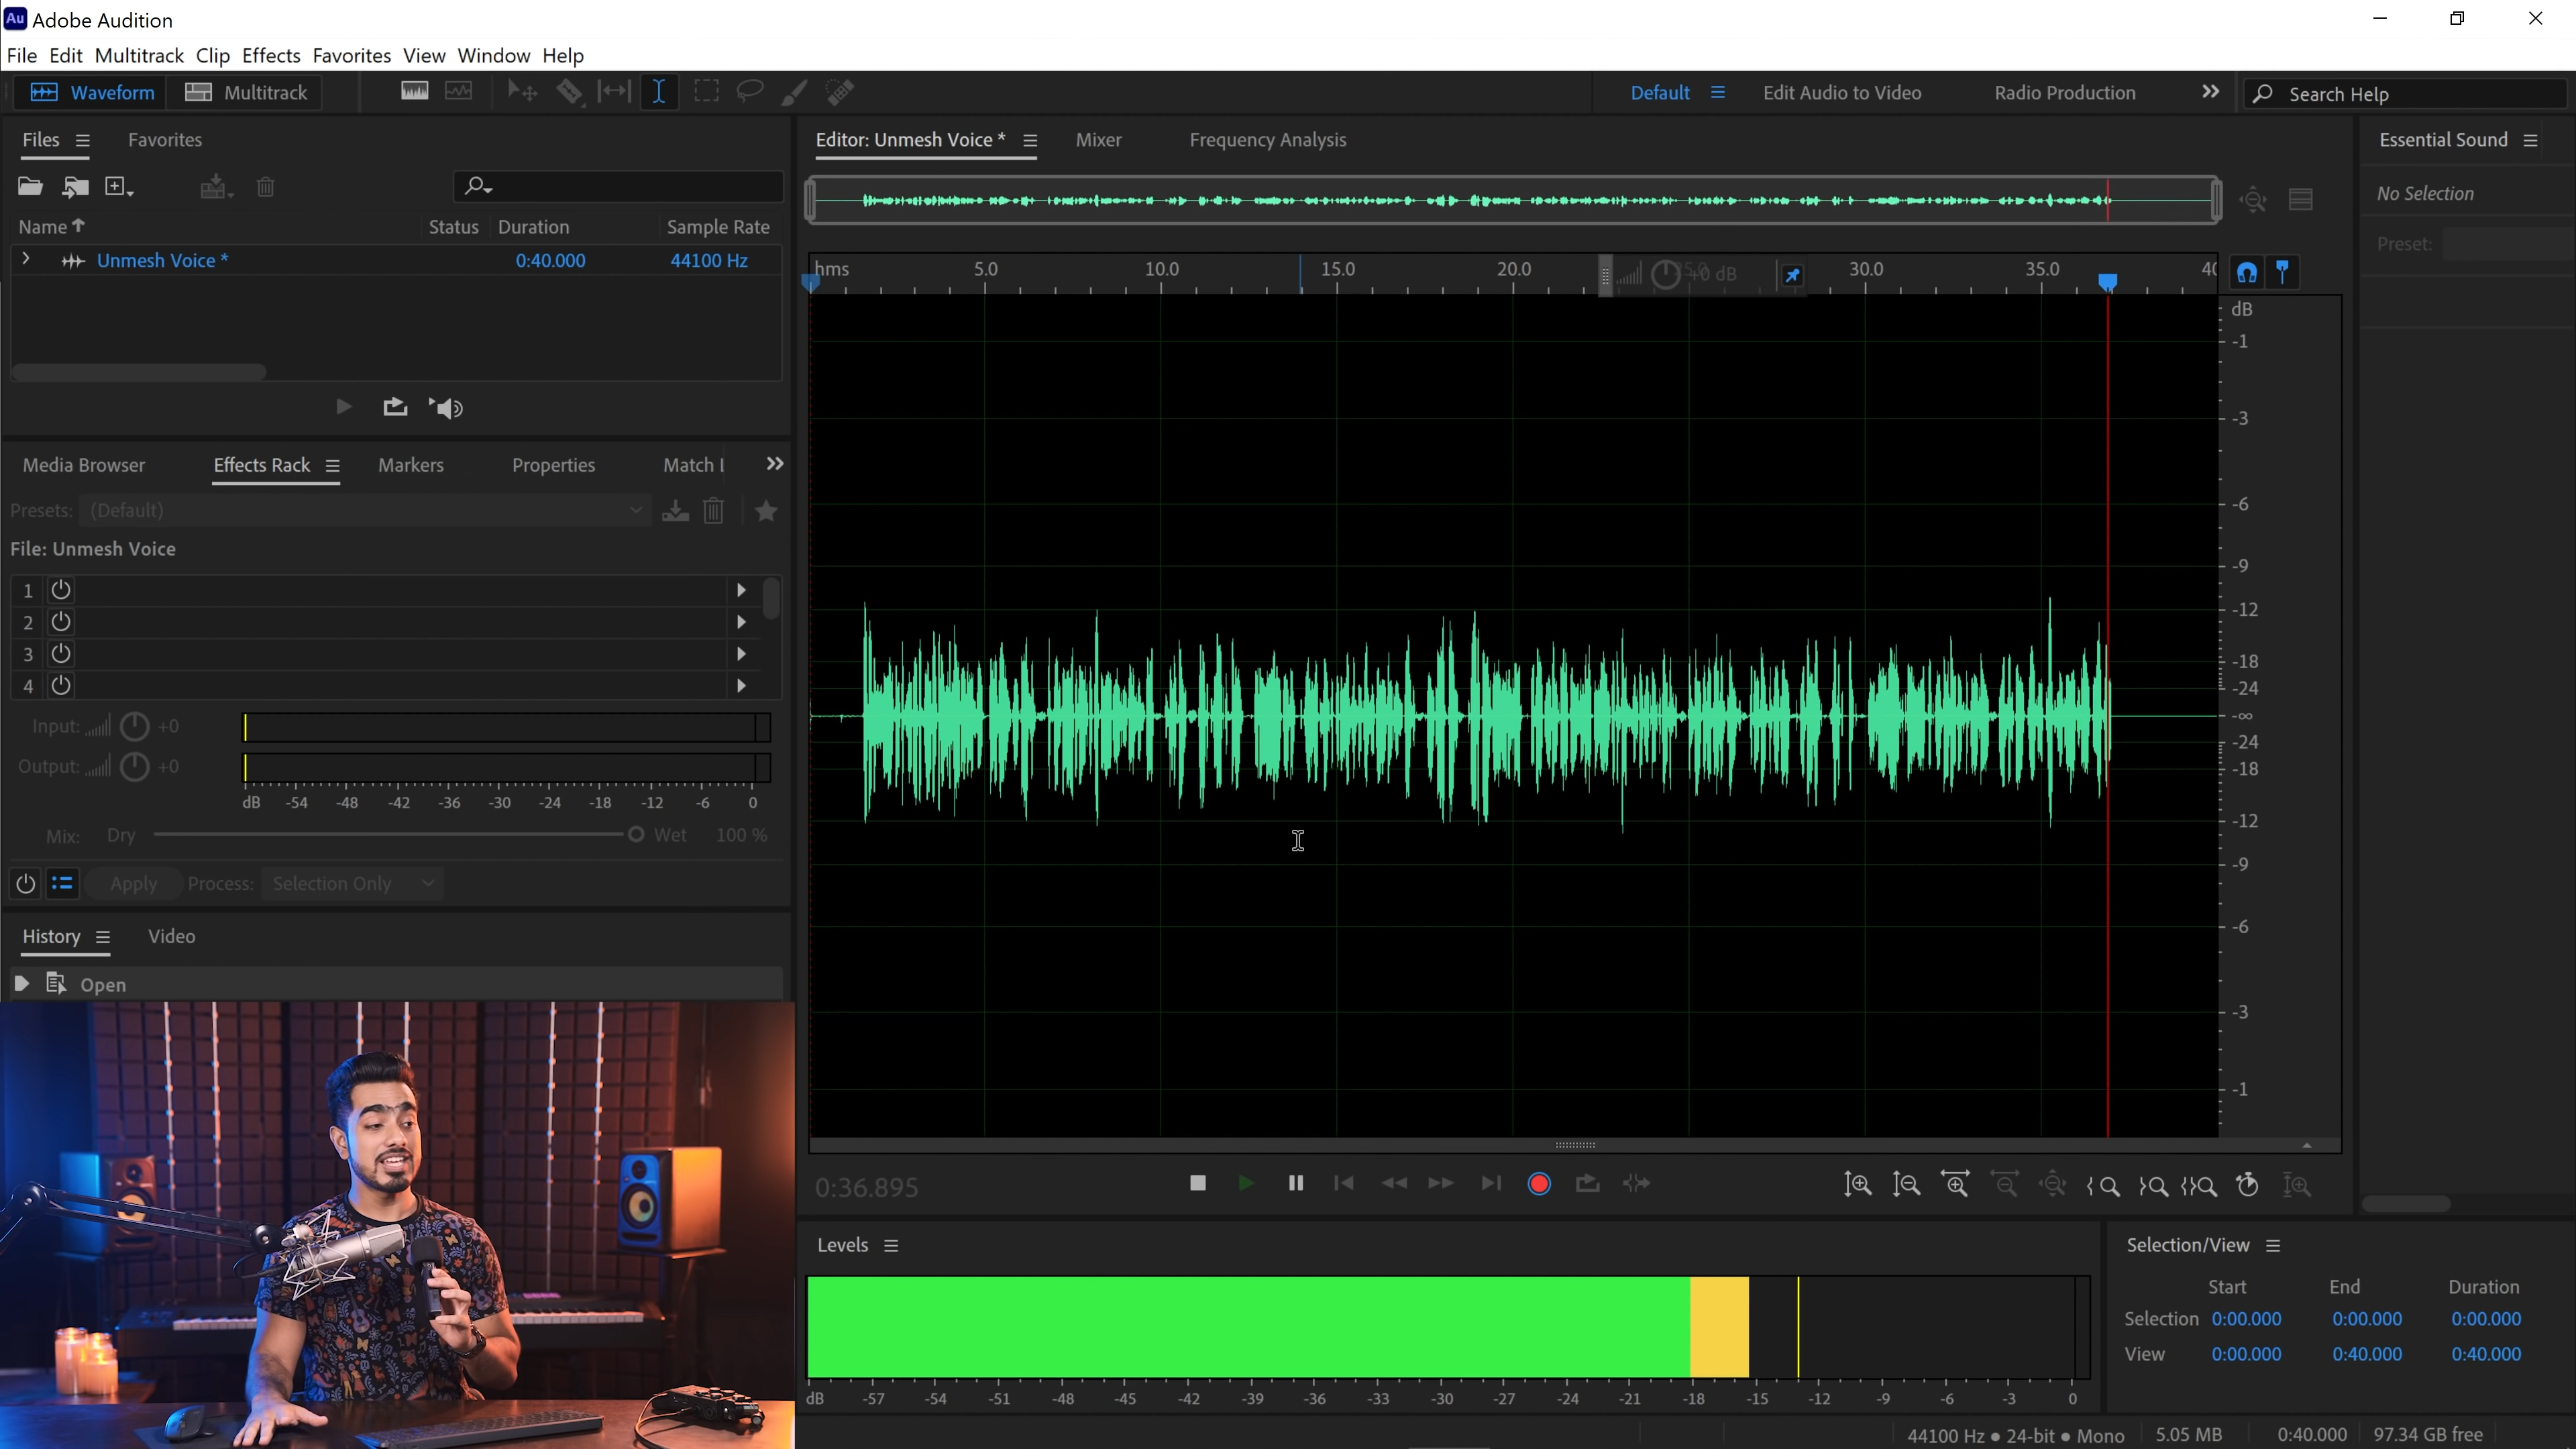 Au Adobe Audition
File Edit Multitrack Clip Effects Favorites View Window Help
Waveform Multitrack
Default Edit Audio to Video Radio Production Search Help
Files Favorites
Name Status Duration Sample Rate
Unmesh Voice * 0:40.000 44100 Hz
Media Browser Effects Rack Markers Properties Match
Presets: (Default)
File: Unmesh Voice
1
2
3
4
Input: +0
Output: +0
dB -54 -48 -42 -36 -30 -24 -18 -12 -6 0
Mix: Dry Wet 100 %
Apply Process: Selection Only
History Video
Open
Editor: Unmesh Voice * Mixer Frequency Analysis
hms 5.0 10.0 15.0 20.0 25.0 30.0 35.0
+0 dB
dB
-1
-3
-6
-9
-12
-18
-24
-∞
-24
-18
-12
-9
-6
-3
-1
0:36.895
Levels
dB -57 -54 -51 -48 -45 -42 -39 -36 -33 -30 -27 -24 -21 -18 -15 -12 -9 -6 -3 0
Essential Sound
No Selection
Preset:
Selection/View
Start End Duration
Selection 0:00.000 0:00.000 0:00.000
View 0:00.000 0:40.000 0:40.000
44100 Hz ● 24-bit ● Mono 5.05 MB 0:40.000 97.34 GB free